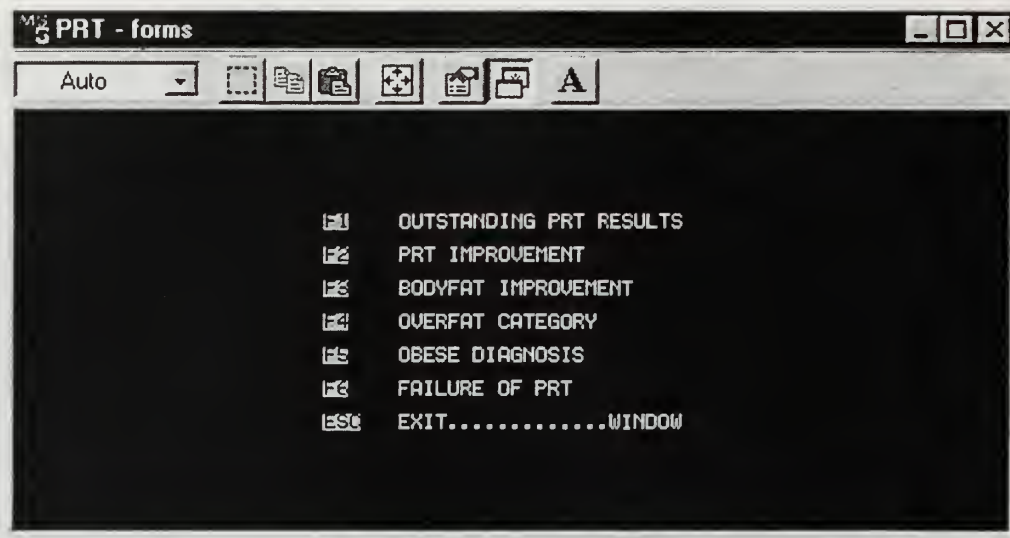 PRT - forms
Auto
A
F1 OUTSTANDING PRT RESULTS
F2 PRT IMPROVEMENT
F3 BODYFAT IMPROVEMENT
F4 OVERFAT CATEGORY
F5 OBESE DIAGNOSIS
F6 FAILURE OF PRT
ESC EXIT.............WINDOW